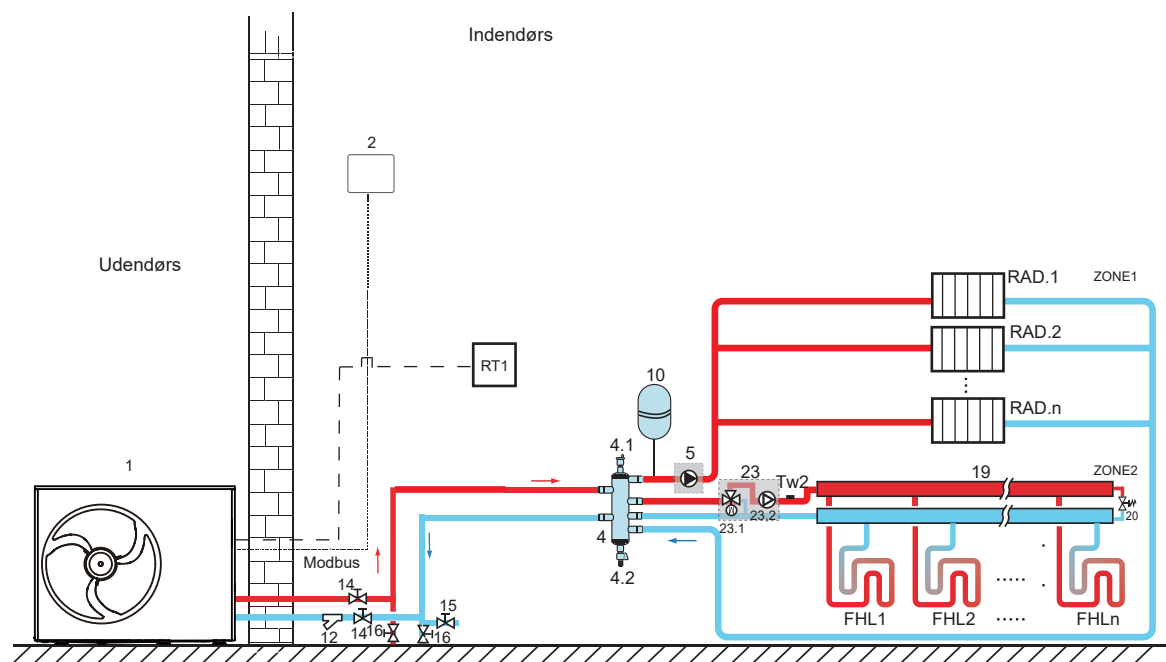 Indendørs
2
Udendørs
RAD.1
ZONE1
RAD.2
RT1
10
RAD.n
4.1
5
1
23
Tw2
19
ZONE2
4
23.1
23,2
20
Modbus
4.2
14
15
12
14
16
16
FHL1
FHL2
FHLn